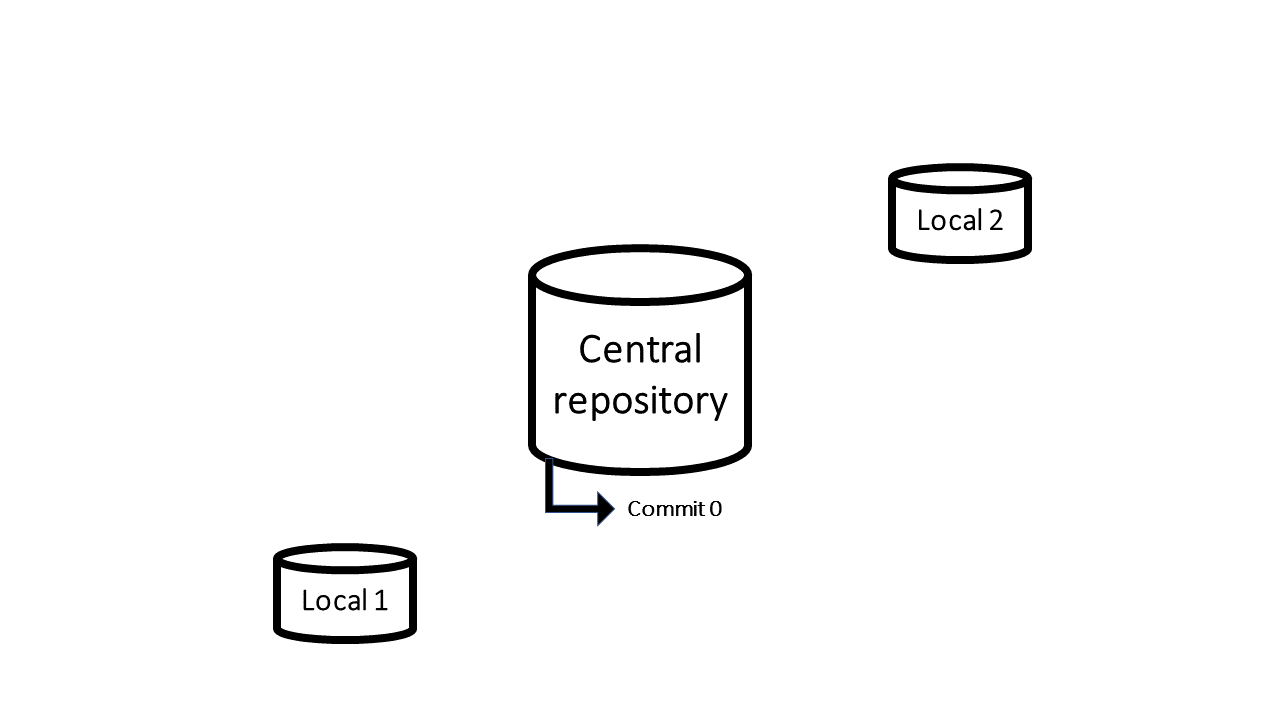 Local 2
Central
repository
Commit 0
Local 1